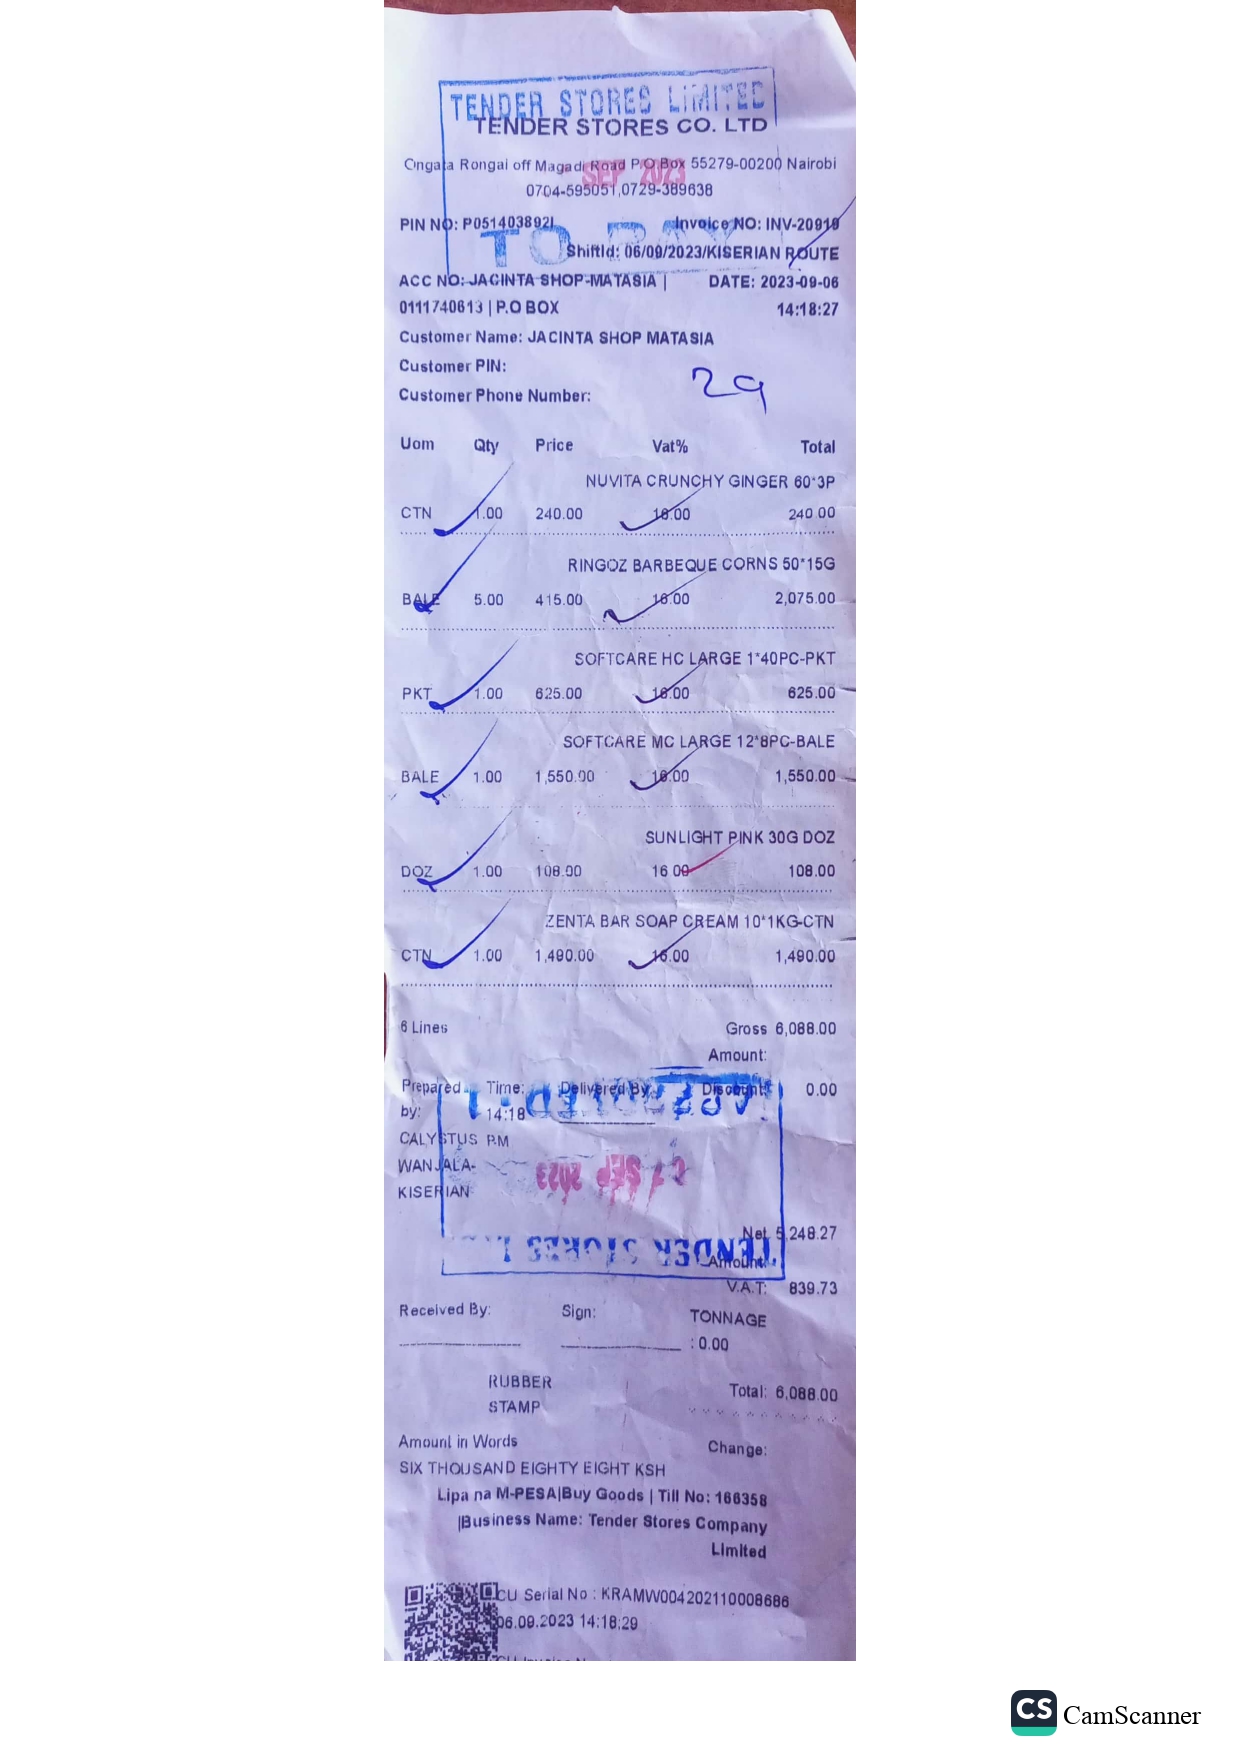 TENDER STORES LIMITED
TENDER STORES CO. LTD
Ongata Rongai off Magadi Road P.O Box 55279-00200 Nairobi
SEP 2023
0704-595051,0729-389638
PIN NO: P051403892L Invoice NO: INV-20919
TO PAY
ShiftId: 06/09/2023/KISERIAN ROUTE
ACC NO: JACINTA SHOP-MATASIA | DATE: 2023-09-06
0111740613 | P.O BOX 14:18:27
Customer Name: JACINTA SHOP MATASIA
Customer PIN:
29
Customer Phone Number:
Uom Qty Price Vat% Total
NUVITA CRUNCHY GINGER 60*3P
CTN 1.00 240.00 16.00 240.00
RINGOZ BARBEQUE CORNS 50*15G
BALE 5.00 415.00 16.00 2,075.00
SOFTCARE HC LARGE 1*40PC-PKT
PKT 1.00 625.00 16.00 625.00
SOFTCARE MC LARGE 12*8PC-BALE
BALE 1.00 1,550.00 16.00 1,550.00
SUNLIGHT PINK 30G DOZ
DOZ 1.00 108.00 16.00 108.00
ZENTA BAR SOAP CREAM 10*1KG-CTN
CTN 1.00 1,490.00 16.00 1,490.00
6 Lines Gross 6,088.00
Amount:
Prepared Time: Delivered By Discount: 0.00
by: 14:18
CALYSTUS PM
WANJALA-
KISERIAN
SEP 2023
Net 5,248.27
TENDER STORES
Amount:
V.A.T: 839.73
Received By: Sign: TONNAGE
: 0.00
RUBBER Total: 6,088.00
STAMP
Amount in Words Change:
SIX THOUSAND EIGHTY EIGHT KSH
Lipa na M-PESA|Buy Goods | Till No: 166358
|Business Name: Tender Stores Company
Limited
CU Serial No : KRAMW004202110008686
06.09.2023 14:18:29
CS CamScanner